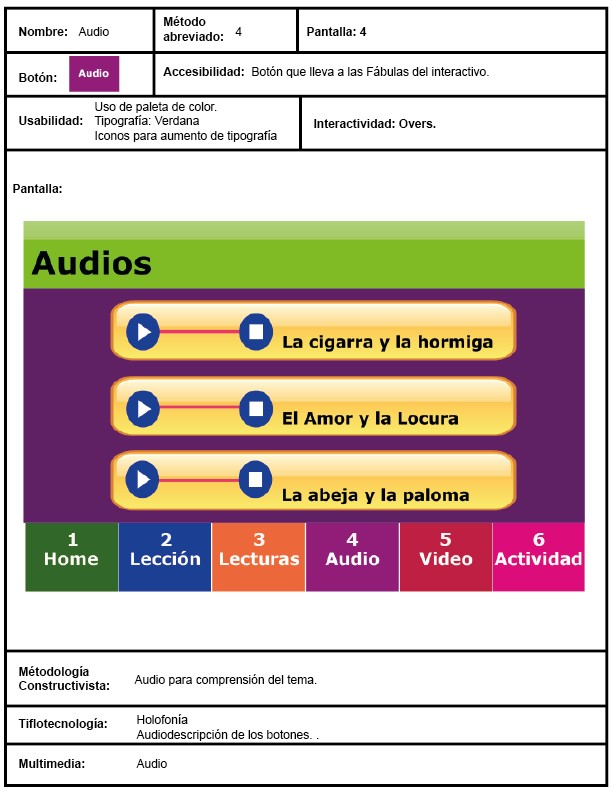 Nombre: Audio
Método
abreviado: 4
Pantalla: 4
Botón: Audio
Accesibilidad: Botón que lleva a las Fábulas del interactivo.
Usabilidad: Uso de paleta de color.
Tipografía: Verdana
Iconos para aumento de tipografía
Interactividad: Overs.
Pantalla:
Audios
La cigarra y la hormiga
El Amor y la Locura
La abeja y la paloma
1 2 3 4 5 6
Home Lección Lecturas Audio Video Actividad
Métodología
Constructivista: Audio para comprensión del tema.
Tiflotecnología: Holofonía
Audiodescripción de los botones. .
Multimedia: Audio